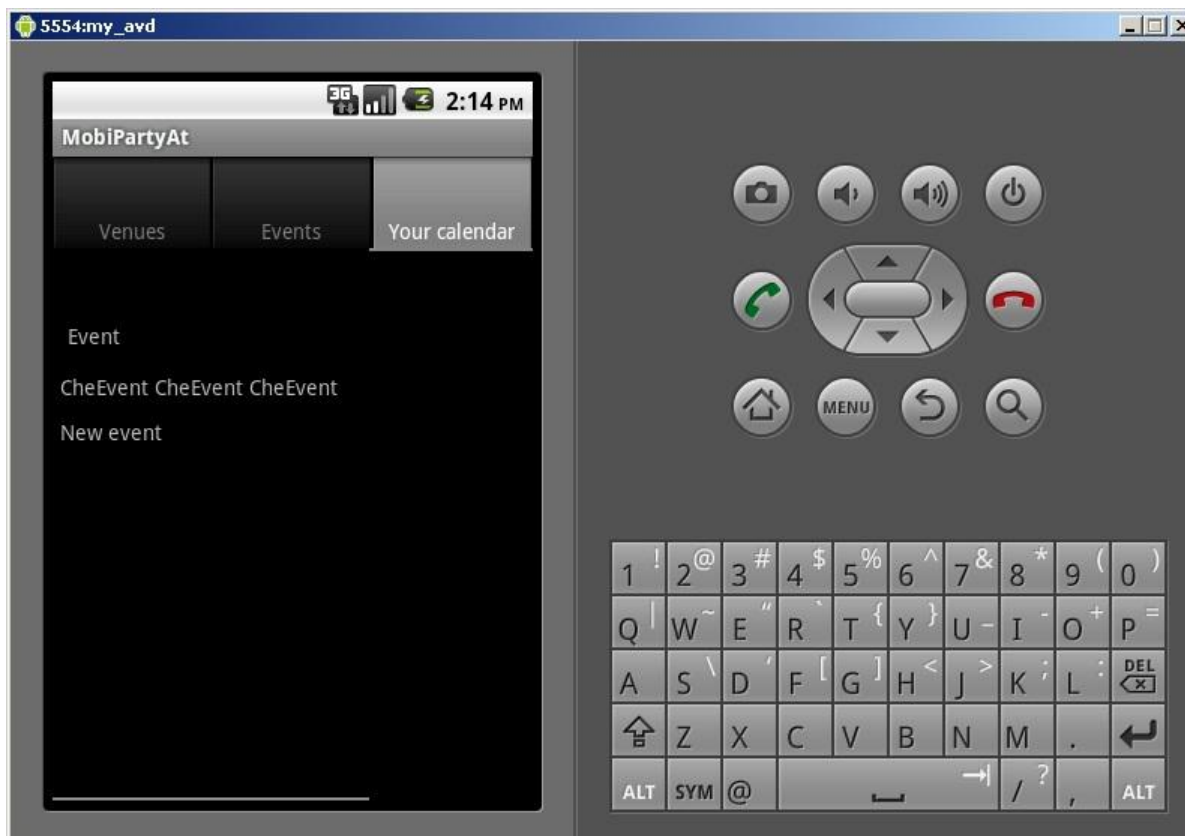 5554:my_avd
3G 2:14 PM
MobiPartyAt
Venues Events Your calendar
Event
CheEvent CheEvent CheEvent
New event
MENU
1 ! 2 @ 3 # 4 $ 5 % 6 ^ 7 & 8 * 9 ( 0 )
Q | W ~ E " R ` T { Y } U _ I - O + P =
A S \ D ' F [ G ] H < J > K ; L : DEL
Z X C V B N M .
ALT SYM @ / ? , ALT